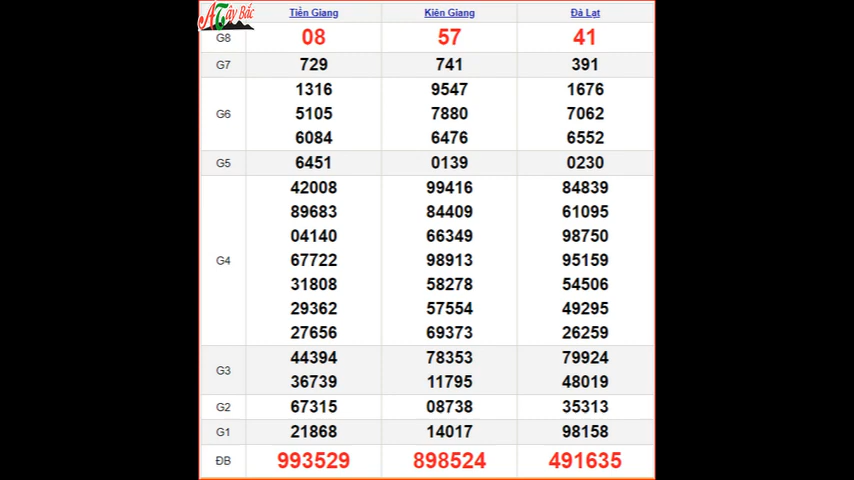 ATây Bắc
Tiền Giang Kiên Giang Đà Lạt
G8 08 57 41
G7 729 741 391
1316 9547 1676
G6 5105 7880 7062
6084 6476 6552
G5 6451 0139 0230
42008 99416 84839
89683 84409 61095
04140 66349 98750
G4 67722 98913 95159
31808 58278 54506
29362 57554 49295
27656 69373 26259
44394 78353 79924
G3
36739 11795 48019
G2 67315 08738 35313
G1 21868 14017 98158
ĐB 993529 898524 491635